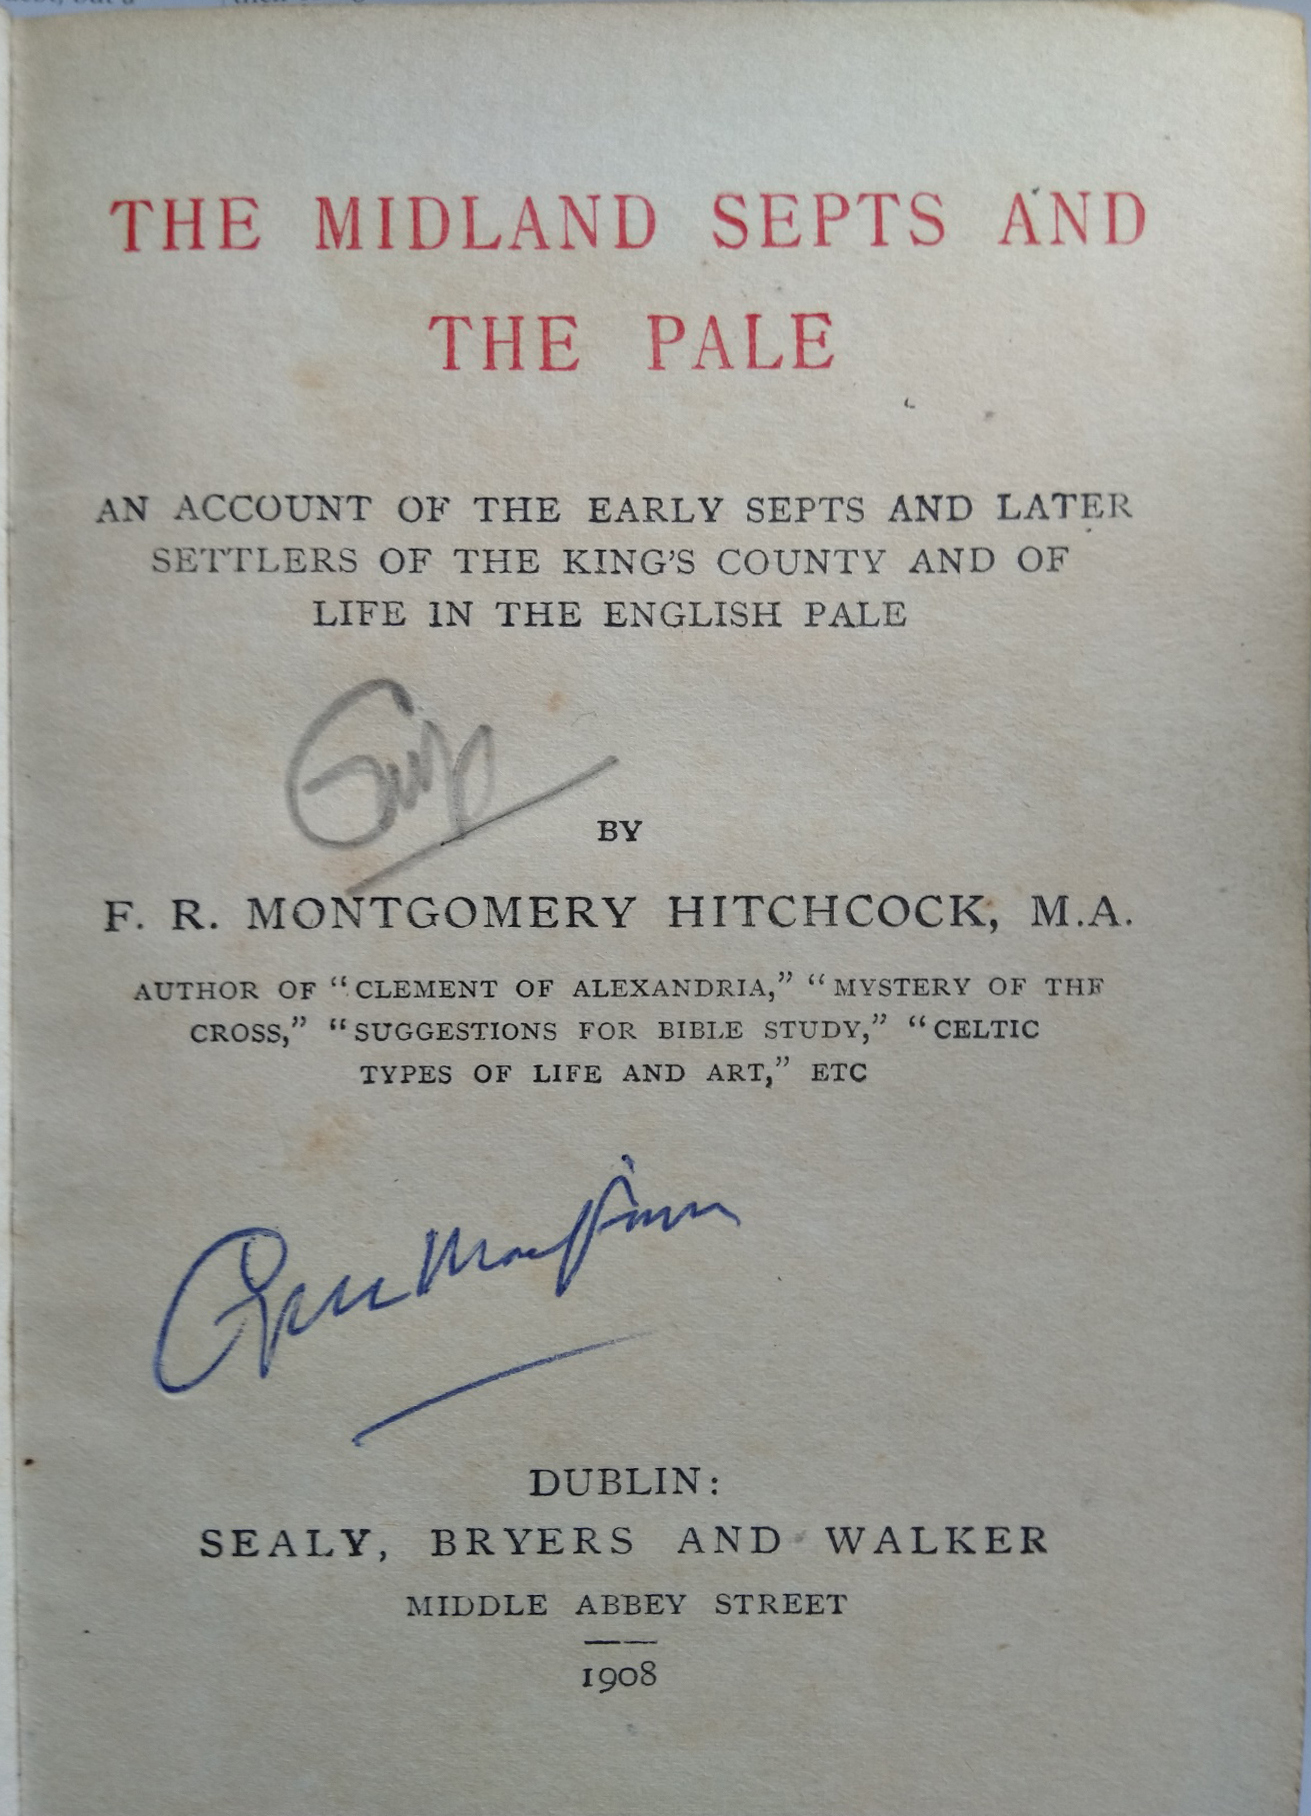 THE MIDLAND SEPTS AND
THE PALE
AN ACCOUNT OF THE EARLY SEPTS AND LATER
SETTLERS OF THE KING'S COUNTY AND OF
LIFE IN THE ENGLISH PALE
BY
F. R. MONTGOMERY HITCHCOCK, M.A.
AUTHOR OF “CLEMENT OF ALEXANDRIA,” “MYSTERY OF THE
CROSS,” “SUGGESTIONS FOR BIBLE STUDY,” “CELTIC
TYPES OF LIFE AND ART,” ETC
DUBLIN:
SEALY, BRYERS AND WALKER
MIDDLE ABBEY STREET
1908